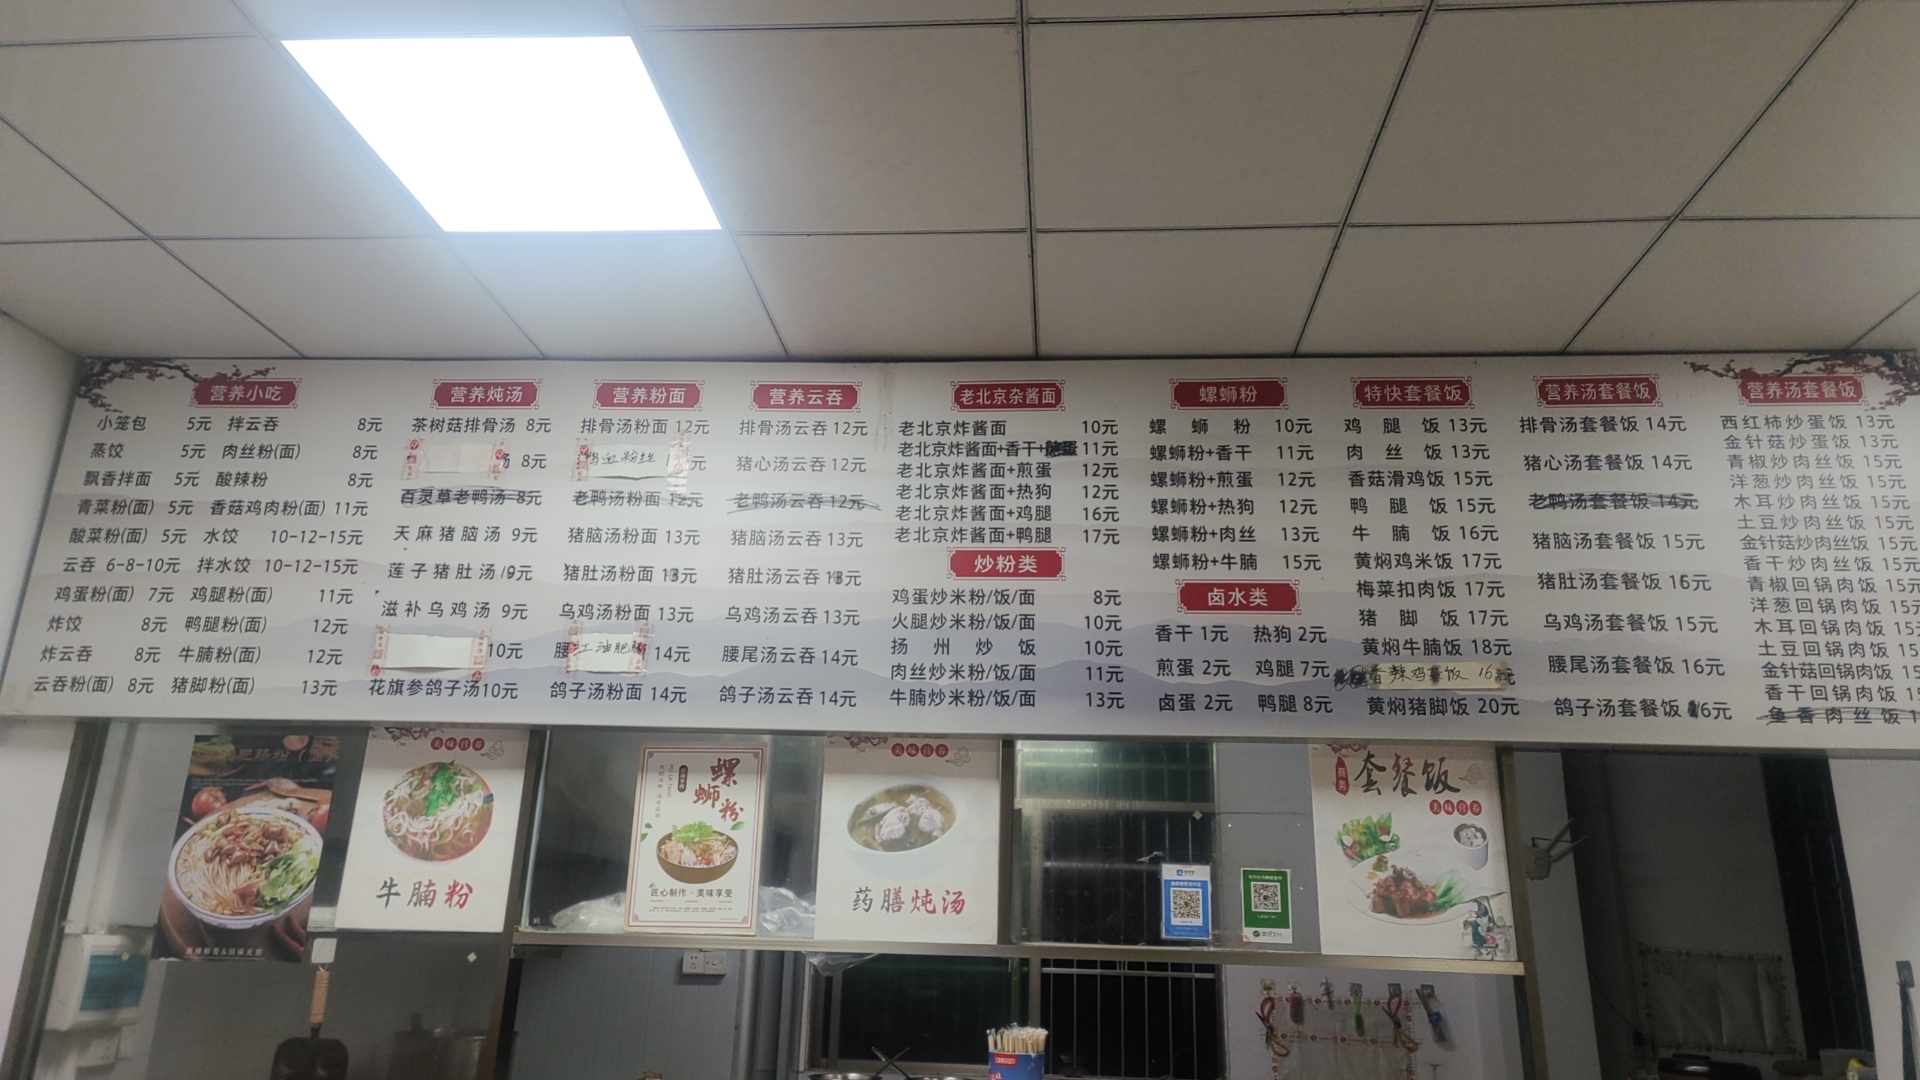 营养小吃
小笼包 5元 拌云吞 8元
蒸饺 5元 肉丝粉(面) 8元
飘香拌面 5元 酸辣粉 8元
青菜粉(面) 5元 香菇鸡肉粉(面) 11元
酸菜粉(面) 5元 水饺 10-12-15元
云吞 6-8-10元 拌水饺 10-12-15元
鸡蛋粉(面) 7元 鸡腿粉(面) 11元
炸饺 8元 鸭腿粉(面) 12元
炸云吞 8元 牛腩粉(面) 12元
云吞粉(面) 8元 猪脚粉(面) 13元
营养炖汤
茶树菇排骨汤 8元
汤 8元
百灵草老鸭汤 8元
天麻猪脑汤 9元
莲子猪肚汤 9元
滋补乌鸡汤 9元
10元
花旗参鸽子汤10元
营养粉面
排骨汤粉面 12元
鸭血粉丝 元
老鸭汤粉面 12元
猪脑汤粉面 13元
猪肚汤粉面 13元
乌鸡汤粉面 13元
腰 红油肥肠 14元
鸽子汤粉面 14元
营养云吞
排骨汤云吞 12元
猪心汤云吞 12元
老鸭汤云吞 12元
猪脑汤云吞 13元
猪肚汤云吞 13元
乌鸡汤云吞 13元
腰尾汤云吞 14元
鸽子汤云吞 14元
老北京杂酱面
老北京炸酱面 10元
老北京炸酱面+香干 11元
老北京炸酱面+煎蛋 12元
老北京炸酱面+热狗 12元
老北京炸酱面+鸡腿 16元
老北京炸酱面+鸭腿 17元
炒粉类
鸡蛋炒米粉/饭/面 8元
火腿炒米粉/饭/面 10元
扬州炒饭 10元
肉丝炒米粉/饭/面 11元
牛腩炒米粉/饭/面 13元
螺蛳粉
螺蛳粉 10元
螺蛳粉+香干 11元
螺蛳粉+煎蛋 12元
螺蛳粉+热狗 12元
螺蛳粉+肉丝 13元
螺蛳粉+牛腩 15元
卤水类
香干 1元 热狗 2元
煎蛋 2元 鸡腿 7元
卤蛋 2元 鸭腿 8元
特快套餐饭
鸡腿饭 13元
肉丝饭 13元
香菇滑鸡饭 15元
鸭腿饭 15元
牛腩饭 16元
黄焖鸡米饭 17元
梅菜扣肉饭 17元
猪脚饭 17元
黄焖牛腩饭 18元
香辣鸡 饭 16元
黄焖猪脚饭 20元
营养汤套餐饭
排骨汤套餐饭 14元
猪心汤套餐饭 14元
老鸭汤套餐饭 14元
猪脑汤套餐饭 15元
猪肚汤套餐饭 16元
乌鸡汤套餐饭 15元
腰尾汤套餐饭 16元
鸽子汤套餐饭 16元
营养汤套餐饭
西红柿炒蛋饭 13元
金针菇炒蛋饭 13元
青椒炒肉丝饭 15元
洋葱炒肉丝饭 15元
木耳炒肉丝饭 15元
土豆炒肉丝饭 15元
金针菇炒肉丝饭 15元
香干炒肉丝饭 15元
青椒回锅肉饭 15元
洋葱回锅肉饭 15元
木耳回锅肉饭 15
土豆回锅肉饭 15
金针菇回锅肉饭 15
香干回锅肉饭 1
鱼香肉丝饭 1
肥肠粉
美味营养
牛腩粉
螺蛳粉
匠心制作·美味享受
美味营养
药膳炖汤
套餐饭
美味营养